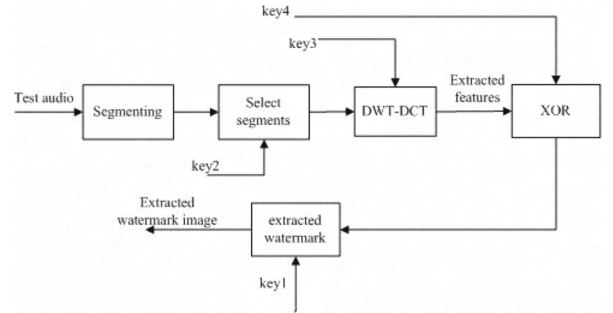 key4
key3
Test audio
Segmenting
Select
segments
DWT-DCT
Extracted
features
XOR
key2
Extracted
watermark image
extracted
watermark
key1